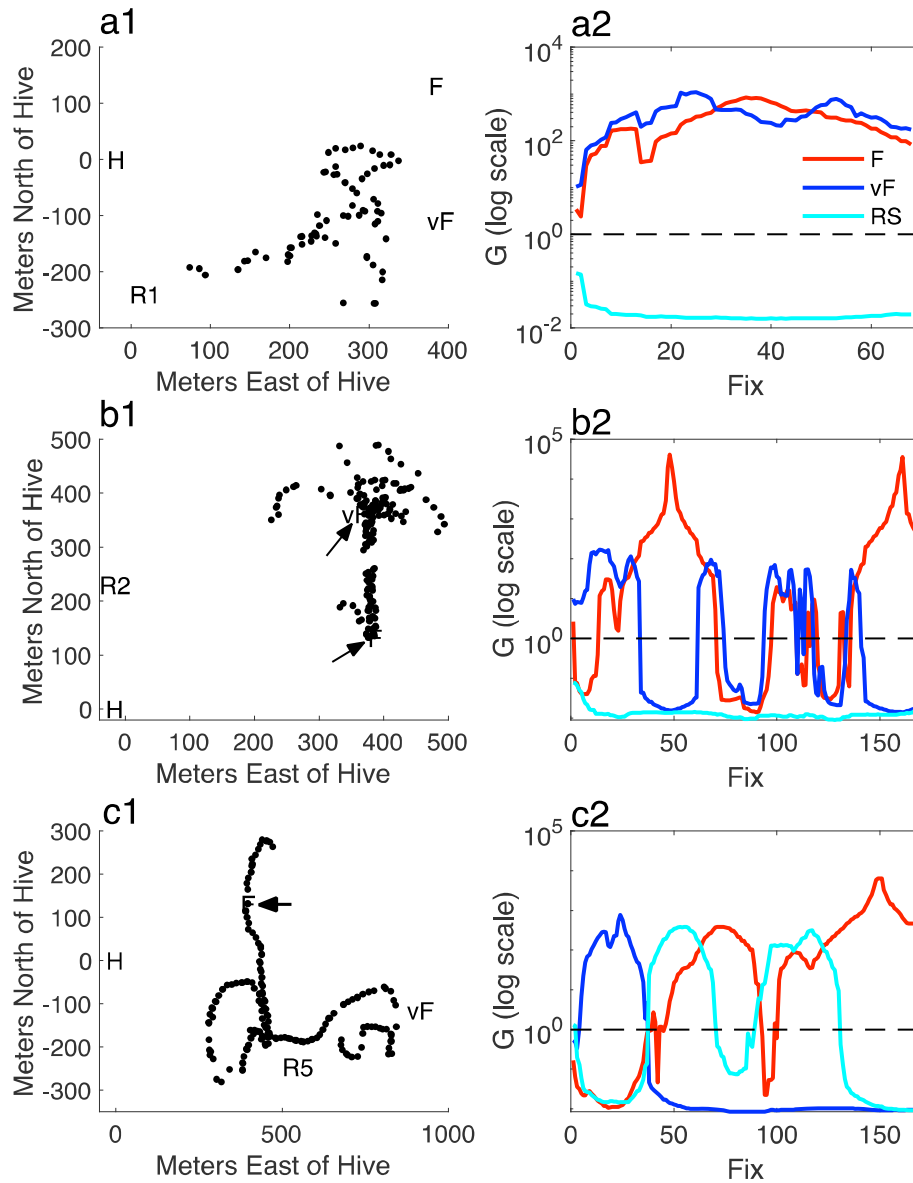 a1
Meters North of Hive
200
100
0
-100
-200
-300
F
H
vF
R1
0
100
200
300
400
Meters East of Hive
a2
G (log scale)
10^4
10^2
10^0
10^-2
F
vF
RS
0
20
40
60
Fix
b1
Meters North of Hive
500
400
300
200
100
0
vF
R2
F
H
0
100
200
300
400
500
Meters East of Hive
b2
G (log scale)
10^5
10^0
0
50
100
150
Fix
c1
Meters North of Hive
300
200
100
0
-100
-200
-300
F
H
vF
R5
0
500
1000
Meters East of Hive
c2
G (log scale)
10^5
10^0
0
50
100
150
Fix